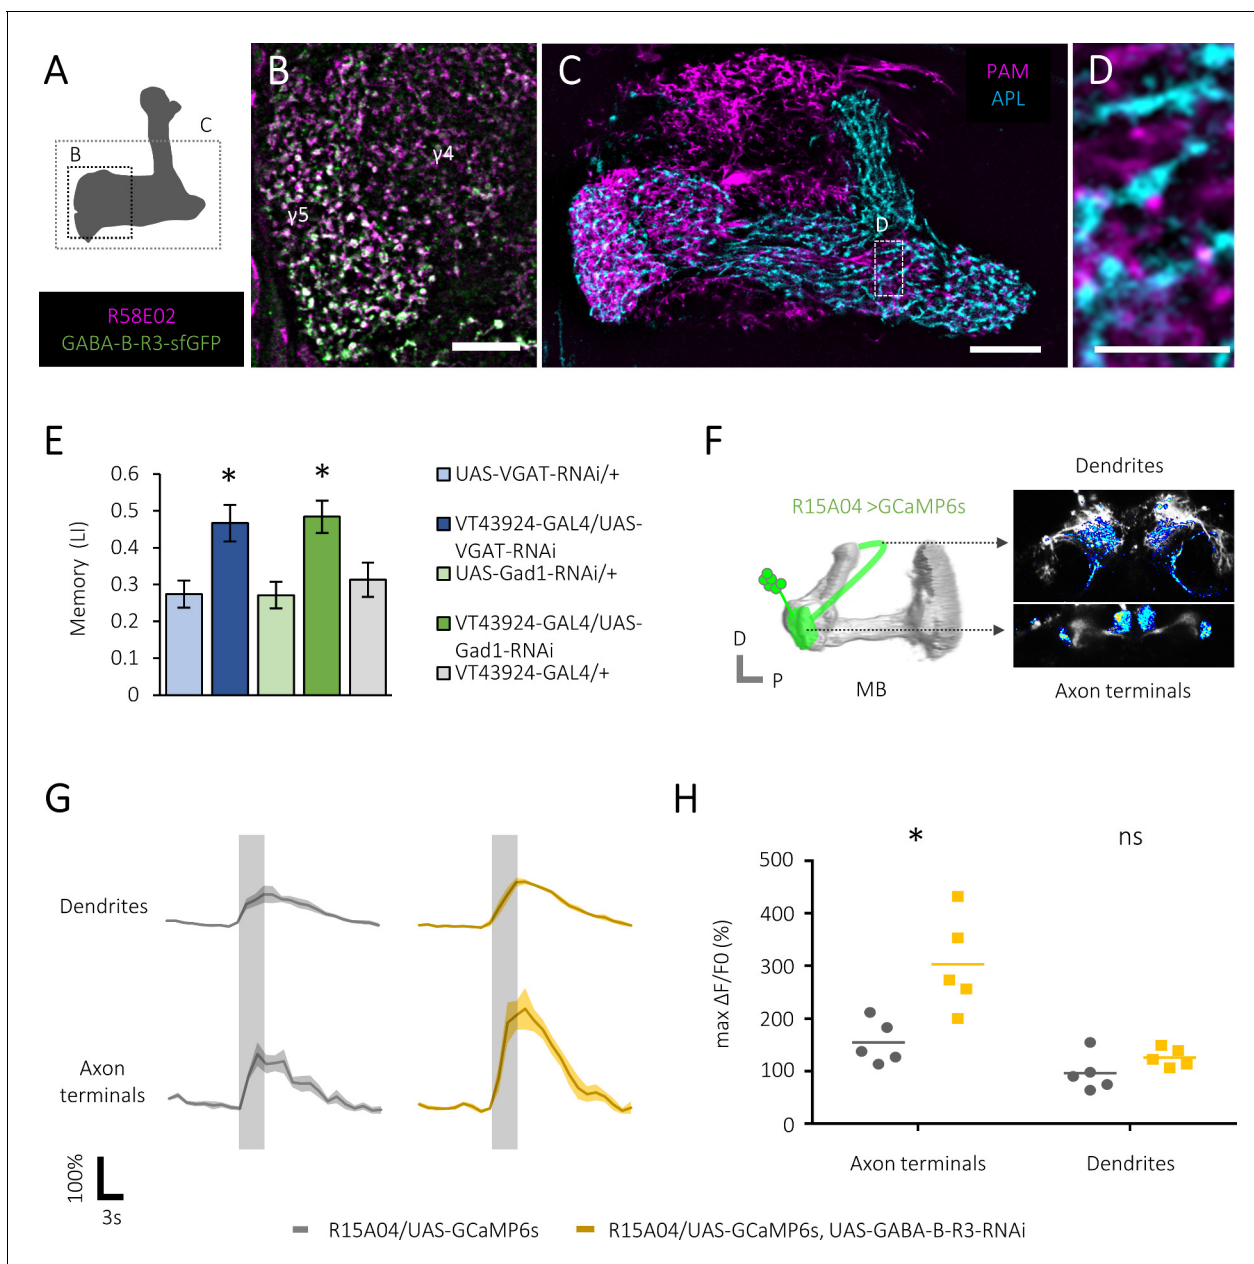 A
B
C
R58E02
GABA-B-R3-sfGFP
B
γ4
γ5
C
PAM
APL
D
D
E
Memory (LI)
0.6
0.5
0.4
0.3
0.2
0.1
0
*
*
UAS-VGAT-RNAi/+
VT43924-GAL4/UAS-
VGAT-RNAi
UAS-Gad1-RNAi/+
VT43924-GAL4/UAS-
Gad1-RNAi
VT43924-GAL4/+
F
R15A04 >GCaMP6s
D
P
MB
Dendrites
Axon terminals
G
Dendrites
Axon
terminals
100%
3s
H
*
ns
max ΔF/F0 (%)
500
400
300
200
100
0
Axon terminals
Dendrites
R15A04/UAS-GCaMP6s
R15A04/UAS-GCaMP6s, UAS-GABA-B-R3-RNAi